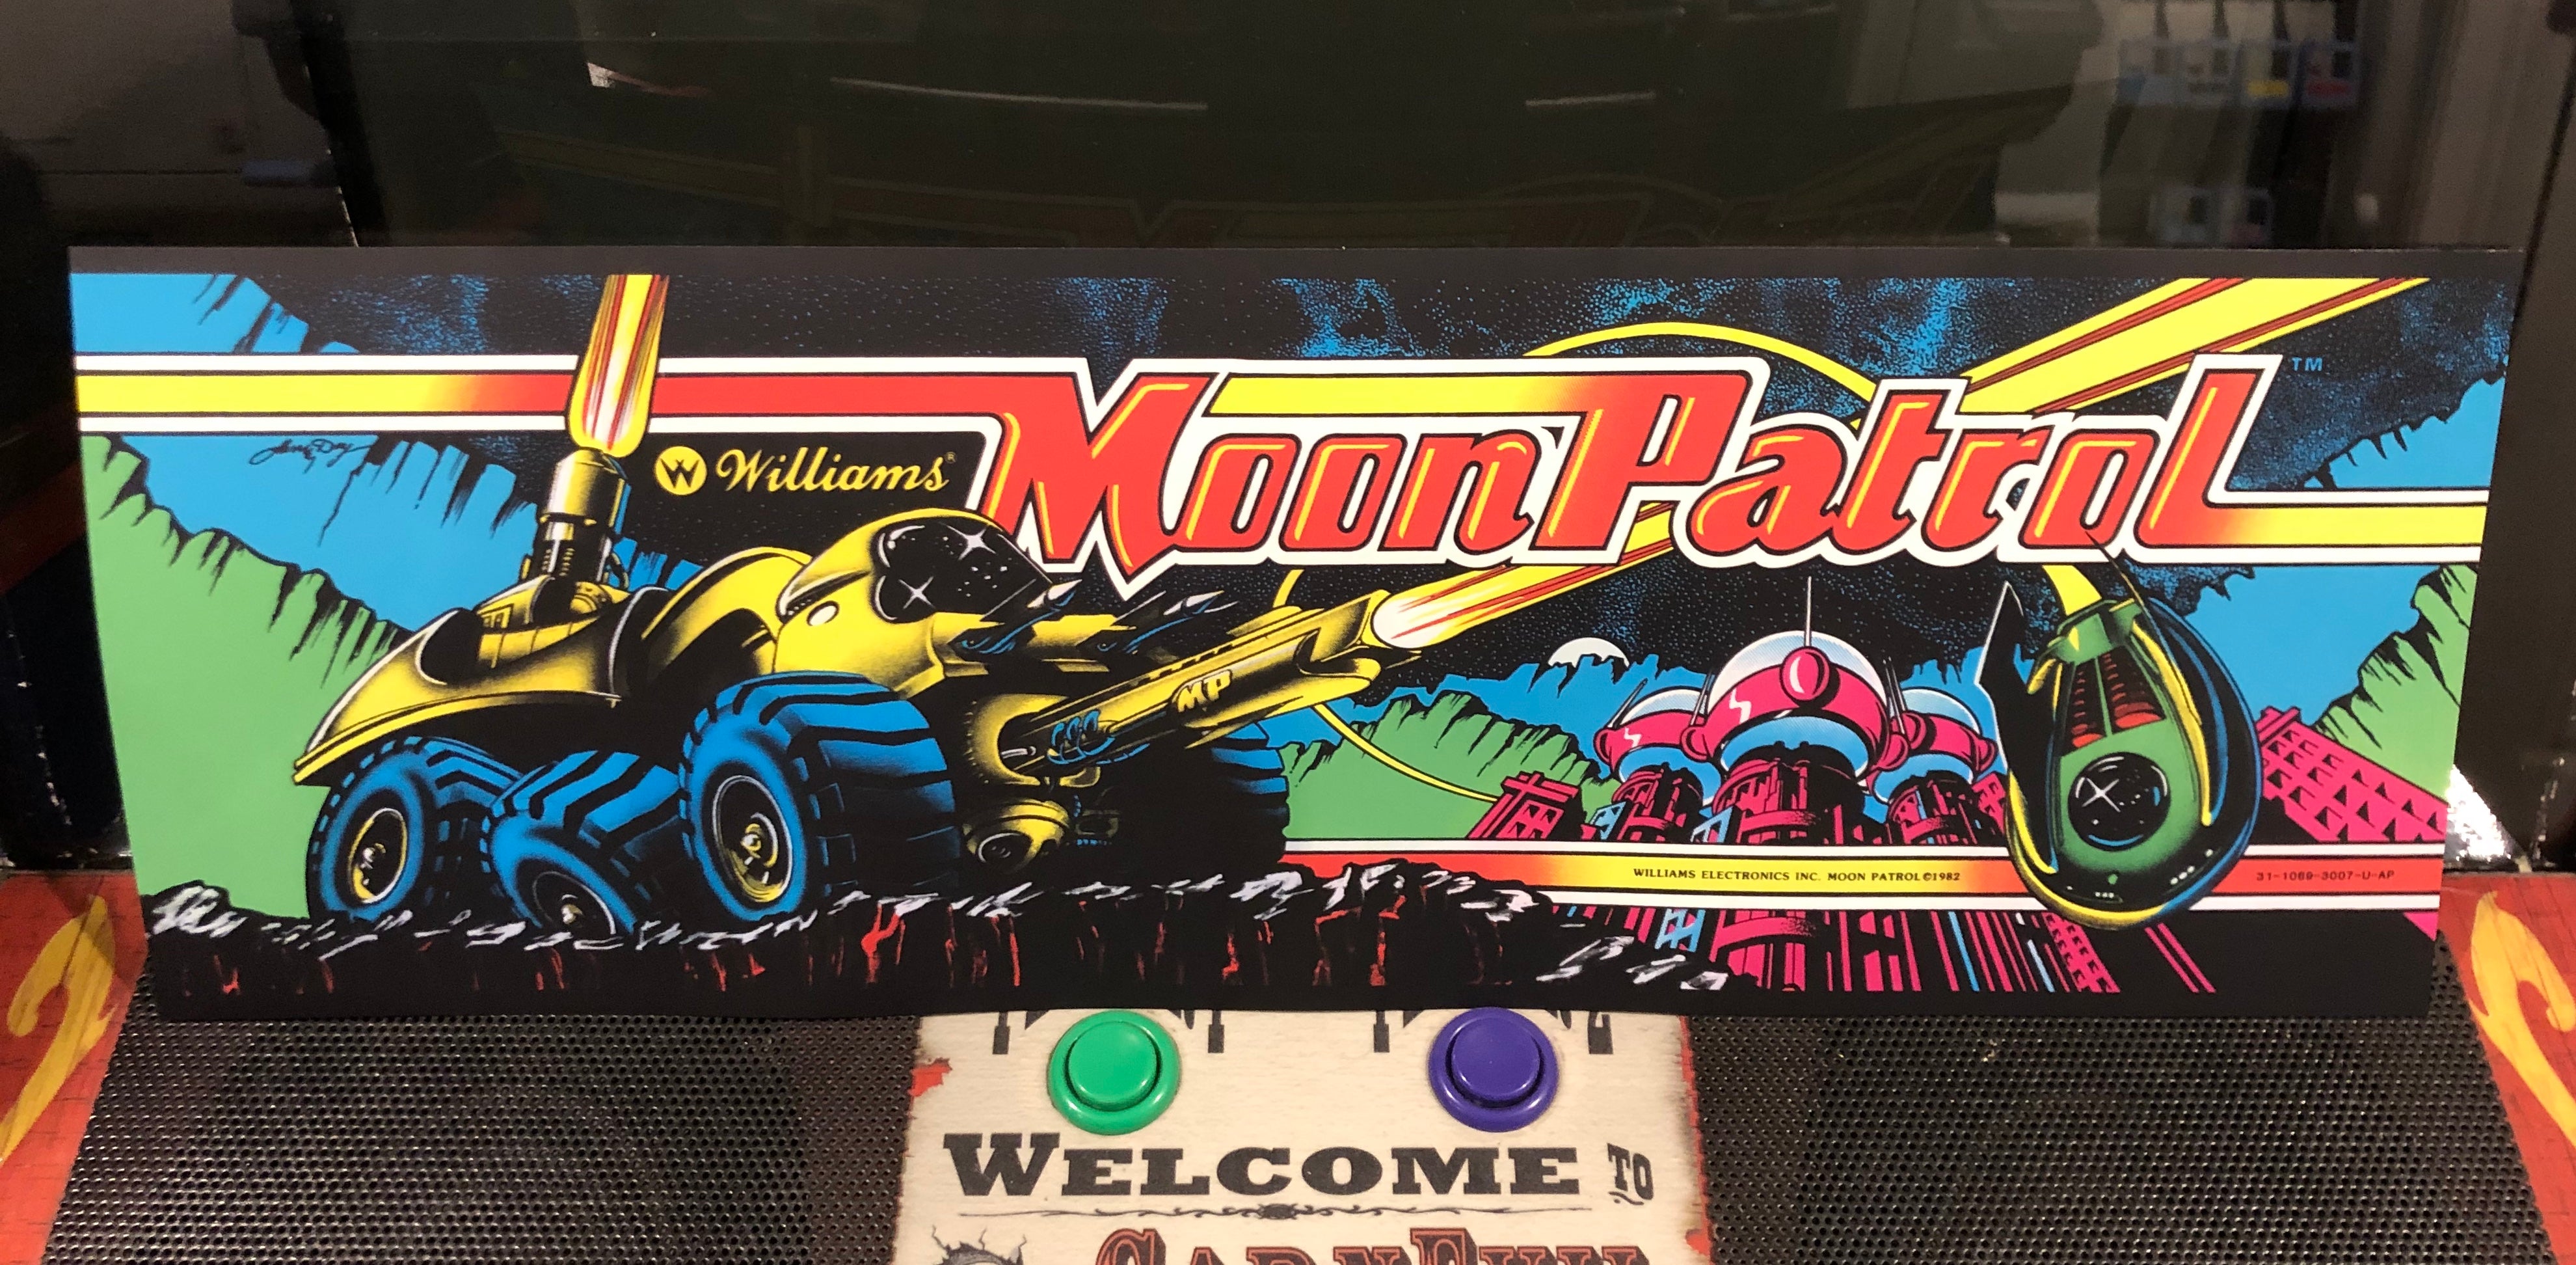 Moon Patrol ™
W Williams®
MP
WILLIAMS ELECTRONICS INC. MOON PATROL ©1982
31-1069-3007-U-AP
WELCOME TO